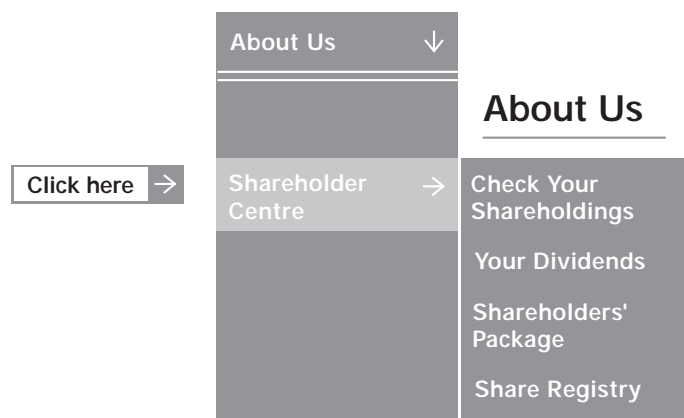 About Us
About Us
Click here
Shareholder
Centre
Check Your
Shareholdings
Your Dividends
Shareholders'
Package
Share Registry